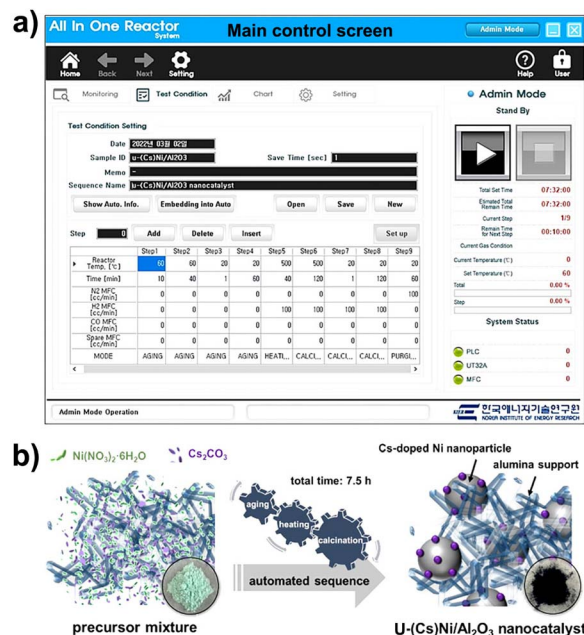 a)
All In One Reactor
System
Main control screen
Admin Mode
Home
Back
Next
Setting
Help
User
Monitoring
Test Condition
Chart
Setting
Admin Mode
Stand By
Test Condition Setting
Date 2022년 03월 02일
Sample ID u-(Cs)Ni/Al2O3
Save Time [sec] 1
Memo -
Sequence Name u-(Cs)Ni/Al2O3 nanocatalyst
Show Auto. Info.
Embedding into Auto
Open
Save
New
Step 0
Add
Delete
Insert
Set up
Step1 Step2 Step3 Step4 Step5 Step6 Step7 Step8 Step9
Reactor Temp. [℃] 60 60 20 20 500 500 20 20 20
Time [min] 10 40 1 60 40 120 1 120 60
N2 MFC [cc/min] 0 0 0 0 0 0 0 0 100
H2 MFC [cc/min] 0 0 0 0 100 100 100 100 0
CO MFC [cc/min] 0 0 0 0 0 0 0 0 0
Spare MFC [cc/min] 0 0 0 0 0 0 0 0 0
MODE AGING AGING AGING AGING HEATI... CALCI... CALCI... CALCI... PURGI...
Total Set Time 07:32:00
Estimated Total Remain Time 07:32:00
Current Step 1/9
Remain Time for Next Step 00:10:00
Current Gas Condition
Current Temperature (℃) 0
Set Temperature (℃) 60
Total 0.00 %
Step 0.00 %
System Status
PLC 0
UT32A 0
MFC 0
Admin Mode Operation
한국에너지기술연구원
KOREA INSTITUTE OF ENERGY RESEARCH
b)
Ni(NO₃)₂·6H₂O
Cs₂CO₃
total time: 7.5 h
aging
heating
calcination
automated sequence
precursor mixture
Cs-doped Ni nanoparticle
alumina support
U-(Cs)Ni/Al₂O₃ nanocatalyst